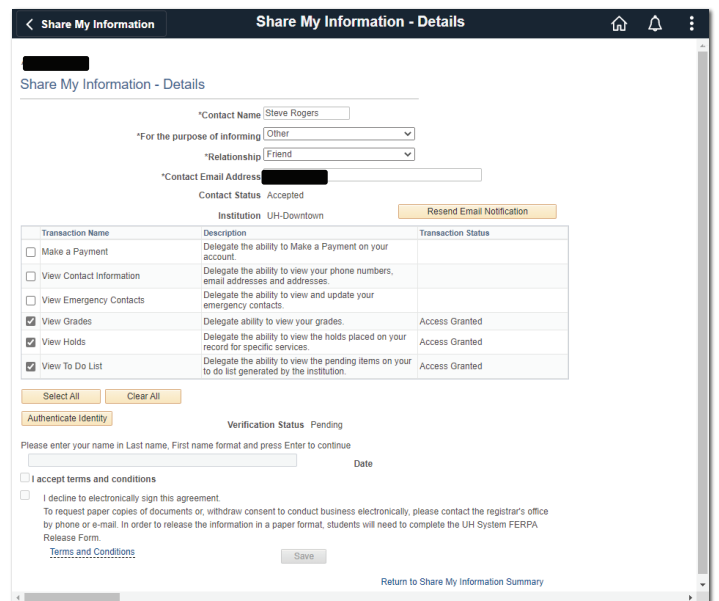 Share My Information
Share My Information - Details
Share My Information - Details
*Contact Name Steve Rogers
*For the purpose of informing Other
*Relationship Friend
*Contact Email Address
Contact Status Accepted
Institution UH-Downtown
Resend Email Notification
Transaction Name Description Transaction Status
Make a Payment Delegate the ability to Make a Payment on your
account.
View Contact Information Delegate the ability to view your phone numbers,
email addresses and addresses.
View Emergency Contacts Delegate the ability to view and update your
emergency contacts.
View Grades Delegate ability to view your grades. Access Granted
View Holds Delegate the ability to view the holds placed on your
record for specific services. Access Granted
View To Do List Delegate the ability to view the pending items on your
to do list generated by the institution. Access Granted
Select All Clear All
Authenticate Identity
Verification Status Pending
Please enter your name in Last name, First name format and press Enter to continue
Date
I accept terms and conditions
I decline to electronically sign this agreement.
To request paper copies of documents or, withdraw consent to conduct business electronically, please contact the registrar's office
by phone or e-mail. In order to release the information in a paper format, students will need to complete the UH System FERPA
Release Form.
Terms and Conditions
Save
Return to Share My Information Summary